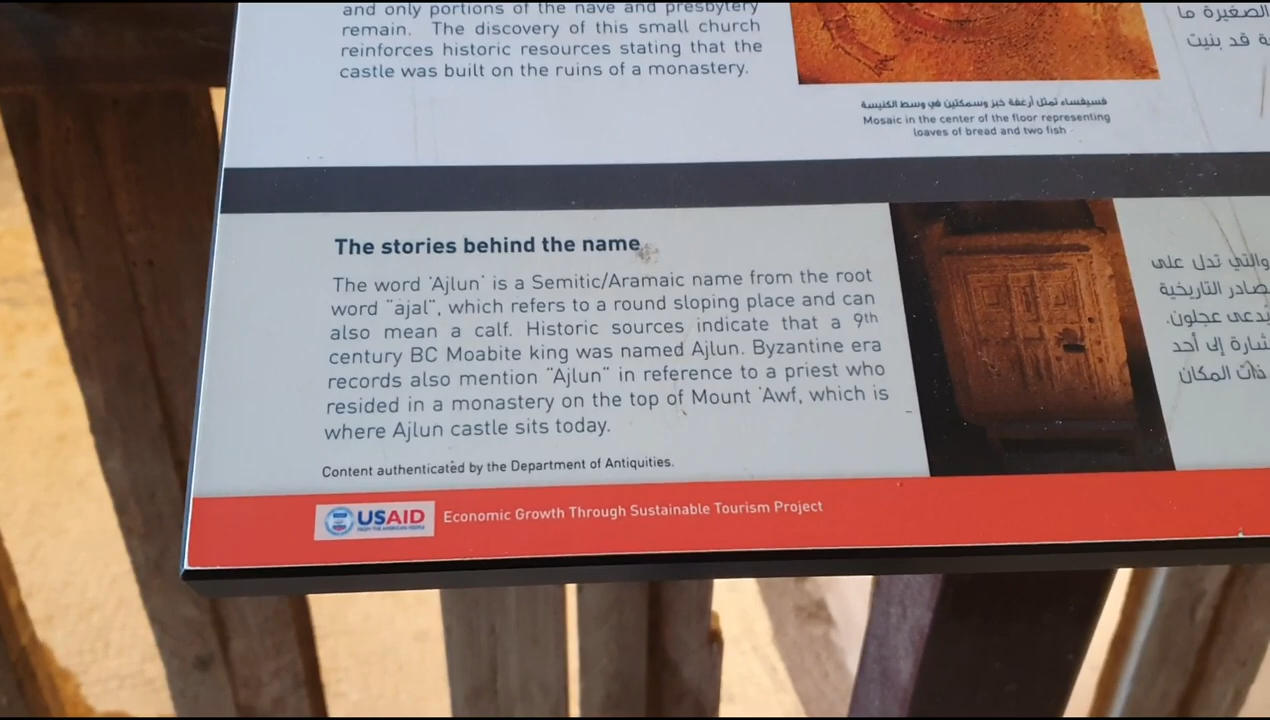 and only portions of the nave and presbytery
remain. The discovery of this small church
reinforces historic resources stating that the
castle was built on the ruins of a monastery.
الصغيرة ما
قد بنيت
فسيفساء تمثل أرغفة خبز وسمكتين في وسط الكنيسة
Mosaic in the center of the floor representing
loaves of bread and two fish
The stories behind the name
The word 'Ajlun' is a Semitic/Aramaic name from the root
word "ajal", which refers to a round sloping place and can
also mean a calf. Historic sources indicate that a 9th
century BC Moabite king was named Ajlun. Byzantine era
records also mention "Ajlun" in reference to a priest who
resided in a monastery on the top of Mount 'Awf, which is
where Ajlun castle sits today.
Content authenticated by the Department of Antiquities.
والتي تدل على
التاريخية
يدعى عجلون.
إلى أحد
ذات المكان
USAID
FROM THE AMERICAN PEOPLE
Economic Growth Through Sustainable Tourism Project